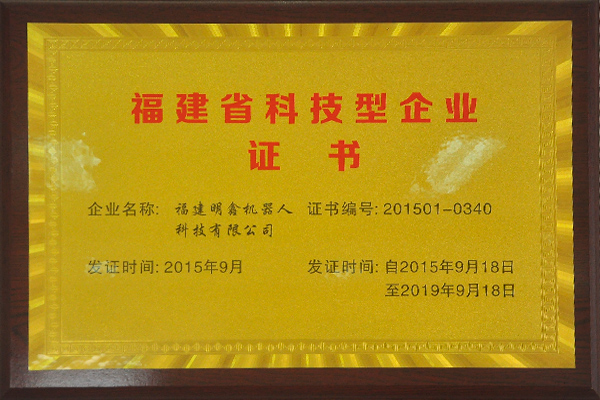 福建省科技型企业
证书
企业名称: 福建明鑫机器人
科技有限公司
证书编号: 201501-0340
发证时间: 2015年9月
发证时间: 自2015年9月18日
至2019年9月18日